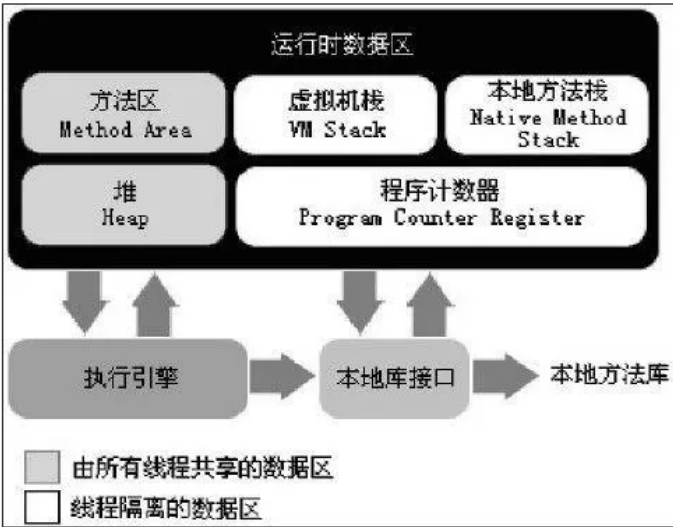 运行时数据区
方法区
Method Area
虚拟机栈
VM Stack
本地方法栈
Native Method
Stack
堆
Heap
程序计数器
Program Counter Register
执行引擎
本地库接口
本地方法库
由所有线程共享的数据区
线程隔离的数据区